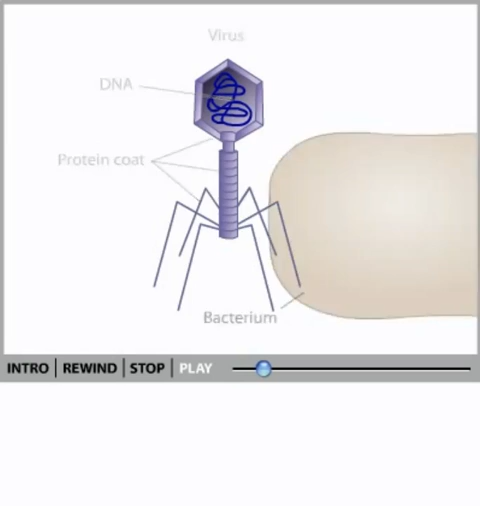 Virus
DNA
Protein coat
Bacterium
INTRO | REWIND | STOP | PLAY